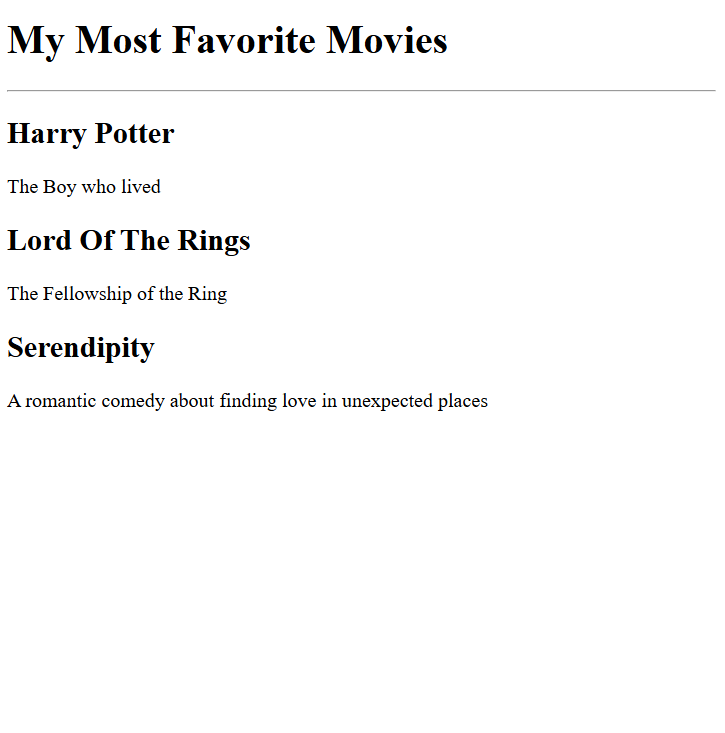 My Most Favorite Movies
Harry Potter
The Boy who lived
Lord Of The Rings
The Fellowship of the Ring
Serendipity
A romantic comedy about finding love in unexpected places